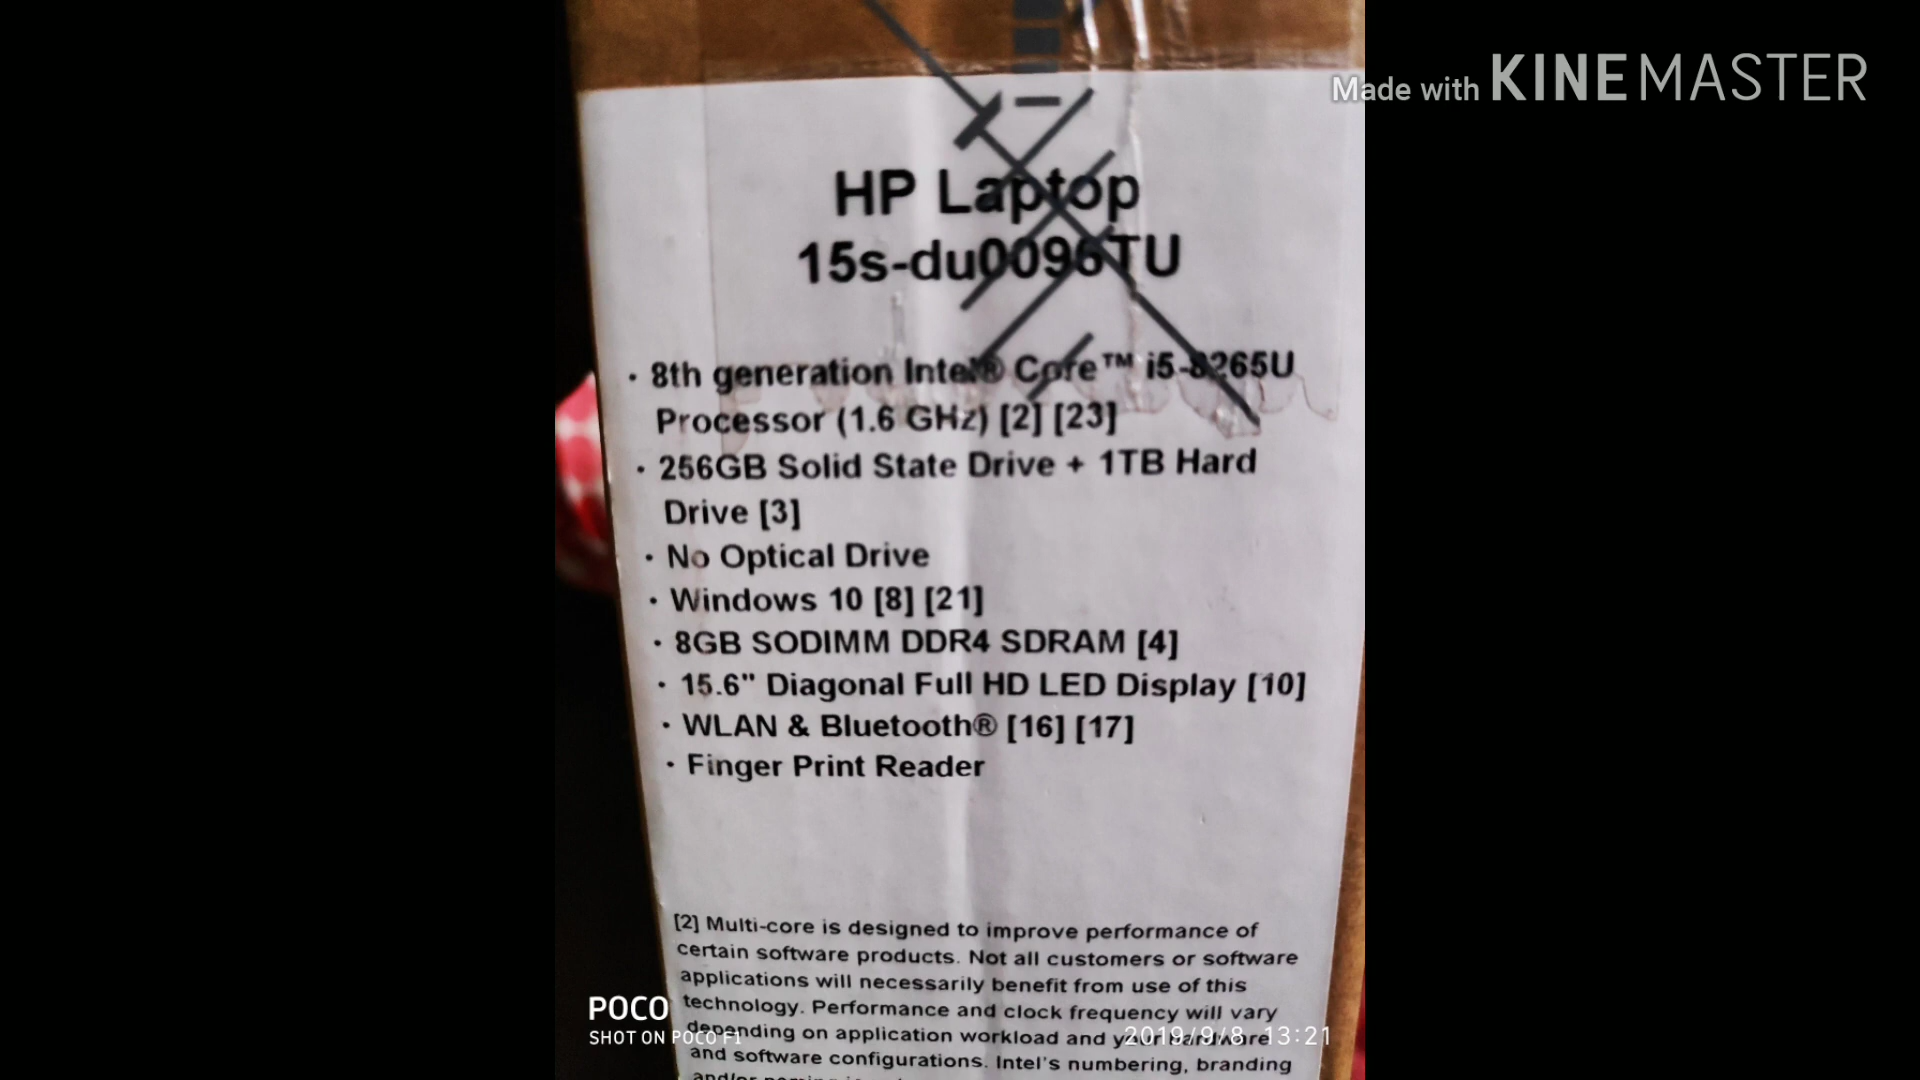 Made with KINEMASTER
HP Laptop
15s-du0096TU
· 8th generation Intel® Core™ i5-8265U
Processor (1.6 GHz) [2] [23]
· 256GB Solid State Drive + 1TB Hard
Drive [3]
· No Optical Drive
· Windows 10 [8] [21]
· 8GB SODIMM DDR4 SDRAM [4]
· 15.6" Diagonal Full HD LED Display [10]
· WLAN & Bluetooth® [16] [17]
· Finger Print Reader
[2] Multi-core is designed to improve performance of
certain software products. Not all customers or software
applications will necessarily benefit from use of this
technology. Performance and clock frequency will vary
depending on application workload and your hardware
and software configurations. Intel's numbering, branding
and/or
POCO
SHOT ON POCO F1
2019/9/8 13:21